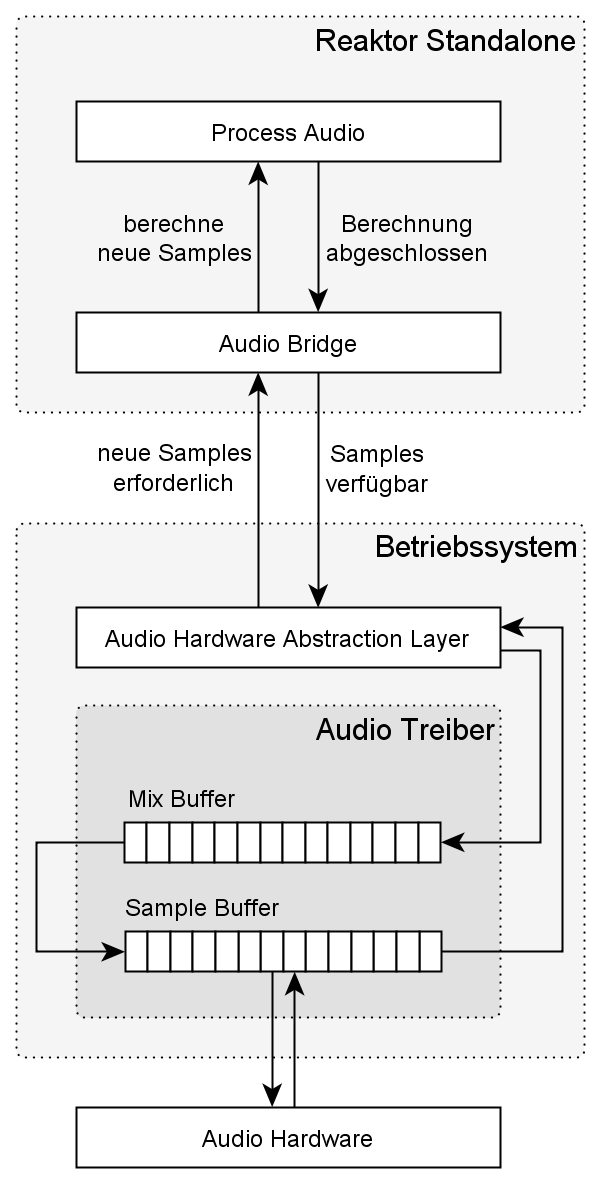 Reaktor Standalone
Process Audio
berechne
neue Samples
Berechnung
abgeschlossen
Audio Bridge
neue Samples
erforderlich
Samples
verfügbar
Betriebssystem
Audio Hardware Abstraction Layer
Audio Treiber
Mix Buffer
Sample Buffer
Audio Hardware